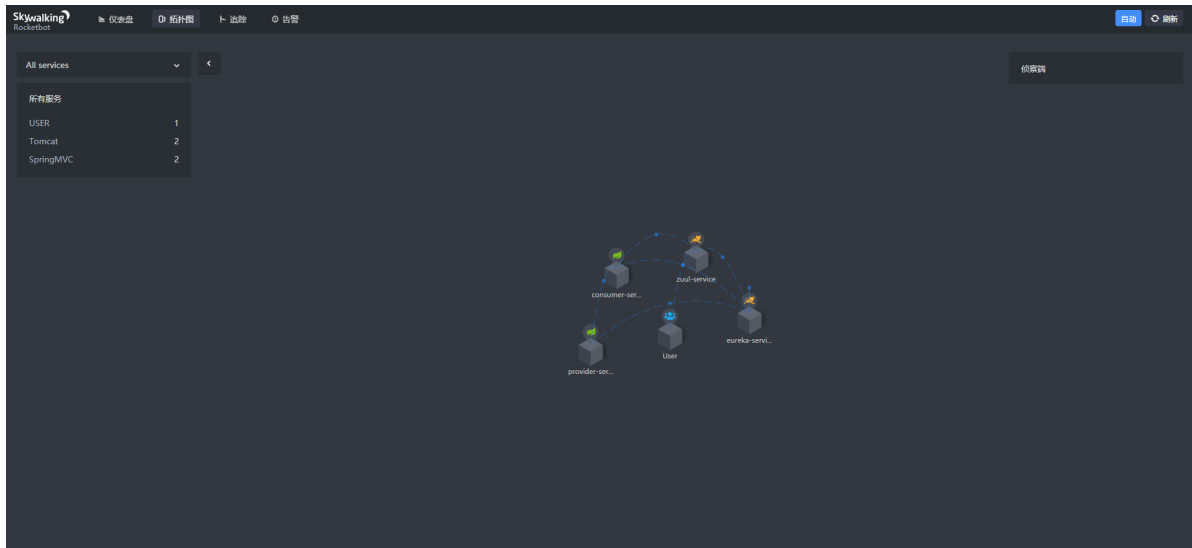 Skywalking
Rocketbot
仪表盘
拓扑图
追踪
告警
自动
刷新
All services
侦察端
所有服务
USER 1
Tomcat 2
SpringMVC 2
zuul-service
consumer-ser...
eureka-servi...
User
provider-ser...